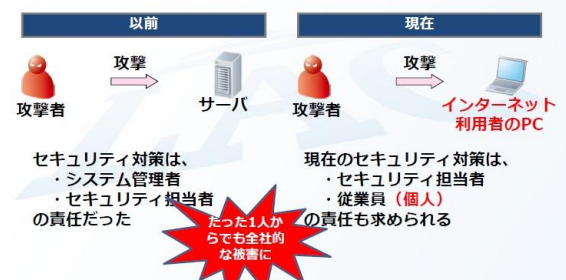 以前
攻撃
攻撃者
サーバ
セキュリティ対策は、
・システム管理者
・セキュリティ担当者
の責任だった
現在
攻撃
攻撃者
インターネット
利用者のPC
現在のセキュリティ対策は、
・セキュリティ担当者
・従業員（個人）
の責任も求められる
たった1人か
らでも全社的
な被害に
LAC